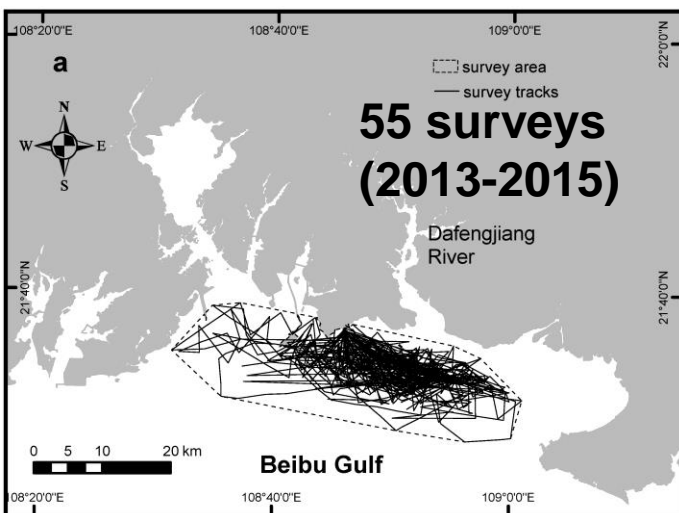 108°20'0"E 108°40'0"E 109°0'0"E
a
survey area
survey tracks
22°0'0"N
N
W E
S
55 surveys
(2013-2015)
Dafengjiang
River
21°40'0"N
21°40'0"N
0 5 10 20 km
Beibu Gulf
108°20'0"E 108°40'0"E 109°0'0"E